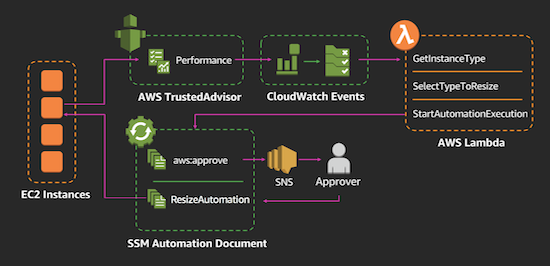 Performance
AWS TrustedAdvisor
CloudWatch Events
GetInstanceType
SelectTypeToResize
StartAutomationExecution
AWS Lambda
EC2 Instances
aws:approve
SNS
Approver
ResizeAutomation
SSM Automation Document